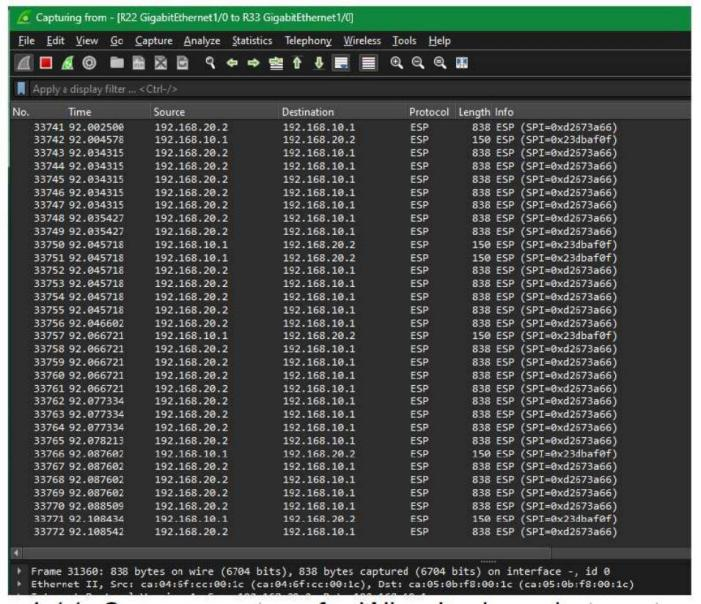 Capturing from - [R22 GigabitEthernet1/0 to R33 GigabitEthernet1/0]
File Edit View Go Capture Analyze Statistics Telephony Wireless Tools Help
Apply a display filter ... <Ctrl-/>
No. Time Source Destination Protocol Length Info
33741 92.002500 192.168.20.2 192.168.10.1 ESP 838 ESP (SPI=0xd2673a66)
33742 92.004578 192.168.10.1 192.168.20.2 ESP 150 ESP (SPI=0x23dbaf0f)
33743 92.034315 192.168.20.2 192.168.10.1 ESP 838 ESP (SPI=0xd2673a66)
33744 92.034315 192.168.20.2 192.168.10.1 ESP 838 ESP (SPI=0xd2673a66)
33745 92.034315 192.168.20.2 192.168.10.1 ESP 838 ESP (SPI=0xd2673a66)
33746 92.034315 192.168.20.2 192.168.10.1 ESP 838 ESP (SPI=0xd2673a66)
33747 92.034315 192.168.20.2 192.168.10.1 ESP 838 ESP (SPI=0xd2673a66)
33748 92.035427 192.168.20.2 192.168.10.1 ESP 838 ESP (SPI=0xd2673a66)
33749 92.035427 192.168.20.2 192.168.10.1 ESP 838 ESP (SPI=0xd2673a66)
33750 92.045718 192.168.10.1 192.168.20.2 ESP 150 ESP (SPI=0x23dbaf0f)
33751 92.045718 192.168.10.1 192.168.20.2 ESP 150 ESP (SPI=0x23dbaf0f)
33752 92.045718 192.168.20.2 192.168.10.1 ESP 838 ESP (SPI=0xd2673a66)
33753 92.045718 192.168.20.2 192.168.10.1 ESP 838 ESP (SPI=0xd2673a66)
33754 92.045718 192.168.20.2 192.168.10.1 ESP 838 ESP (SPI=0xd2673a66)
33755 92.045718 192.168.20.2 192.168.10.1 ESP 838 ESP (SPI=0xd2673a66)
33756 92.046602 192.168.20.2 192.168.10.1 ESP 838 ESP (SPI=0xd2673a66)
33757 92.066721 192.168.10.1 192.168.20.2 ESP 150 ESP (SPI=0x23dbaf0f)
33758 92.066721 192.168.20.2 192.168.10.1 ESP 838 ESP (SPI=0xd2673a66)
33759 92.066721 192.168.20.2 192.168.10.1 ESP 838 ESP (SPI=0xd2673a66)
33760 92.066721 192.168.20.2 192.168.10.1 ESP 838 ESP (SPI=0xd2673a66)
33761 92.066721 192.168.20.2 192.168.10.1 ESP 838 ESP (SPI=0xd2673a66)
33762 92.077334 192.168.20.2 192.168.10.1 ESP 838 ESP (SPI=0xd2673a66)
33763 92.077334 192.168.20.2 192.168.10.1 ESP 838 ESP (SPI=0xd2673a66)
33764 92.077334 192.168.20.2 192.168.10.1 ESP 838 ESP (SPI=0xd2673a66)
33765 92.078213 192.168.20.2 192.168.10.1 ESP 838 ESP (SPI=0xd2673a66)
33766 92.087602 192.168.10.1 192.168.20.2 ESP 150 ESP (SPI=0x23dbaf0f)
33767 92.087602 192.168.20.2 192.168.10.1 ESP 838 ESP (SPI=0xd2673a66)
33768 92.087602 192.168.20.2 192.168.10.1 ESP 838 ESP (SPI=0xd2673a66)
33769 92.087602 192.168.20.2 192.168.10.1 ESP 838 ESP (SPI=0xd2673a66)
33770 92.088509 192.168.20.2 192.168.10.1 ESP 838 ESP (SPI=0xd2673a66)
33771 92.108434 192.168.10.1 192.168.20.2 ESP 150 ESP (SPI=0x23dbaf0f)
33772 92.108542 192.168.20.2 192.168.10.1 ESP 838 ESP (SPI=0xd2673a66)
Frame 31360: 838 bytes on wire (6704 bits), 838 bytes captured (6704 bits) on interface -, id 0
Ethernet II, Src: ca:04:6f:cc:00:1c (ca:04:6f:cc:00:1c), Dst: ca:05:0b:f8:00:1c (ca:05:0b:f8:00:1c)